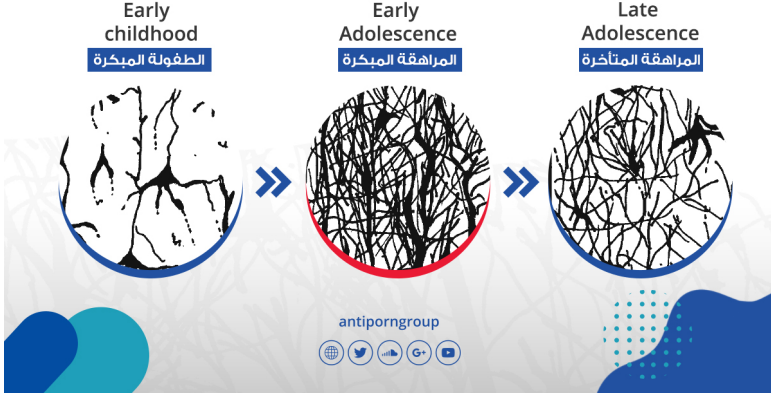 Early
childhood
الطفولة المبكرة
Early
Adolescence
المراهقة المبكرة
Late
Adolescence
المراهقة المتأخرة
antiporngroup
G+